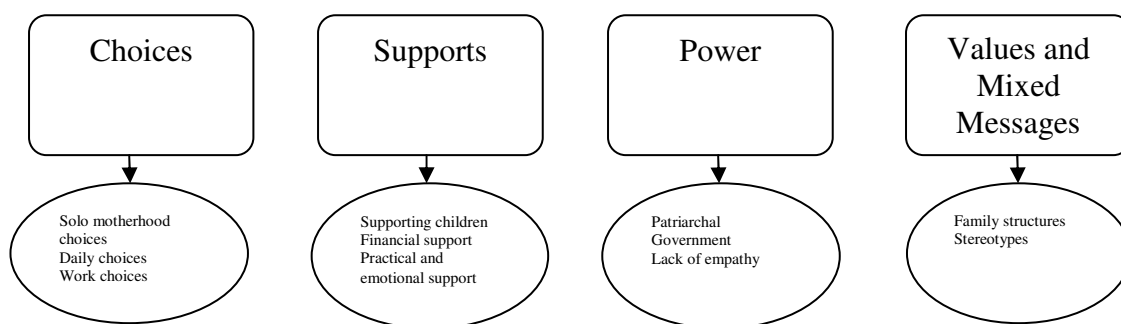 Choices
Supports
Power
Values and
Mixed
Messages
Solo motherhood
choices
Daily choices
Work choices
Supporting children
Financial support
Practical and
emotional support
Patriarchal
Government
Lack of empathy
Family structures
Stereotypes